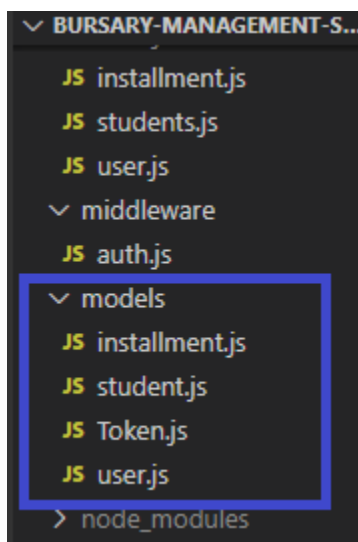 BURSARY-MANAGEMENT-S...
JS installment.js
JS students.js
JS user.js
middleware
JS auth.js
models
JS installment.js
JS student.js
JS Token.js
JS user.js
node_modules